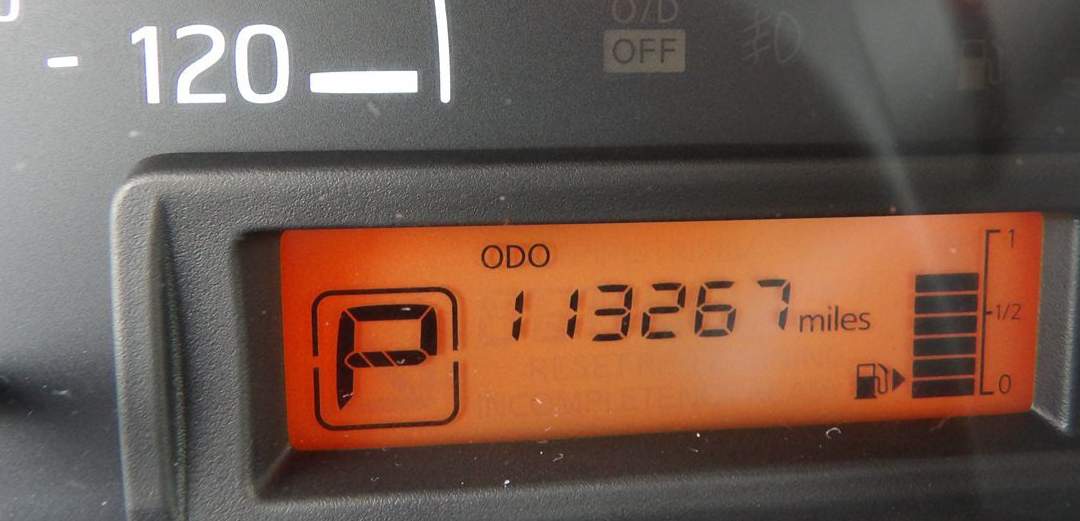 - 120
O/D
OFF
ODO
113267 miles
P
1
1/2
0